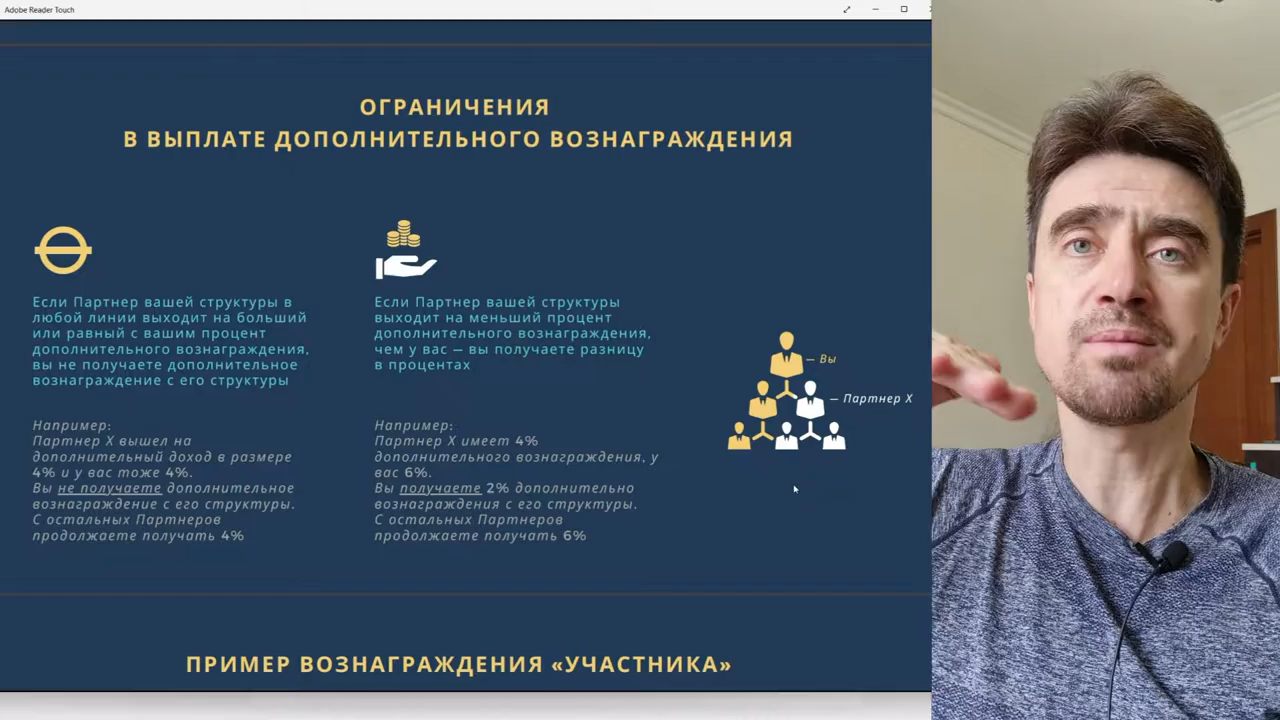 Adobe Reader Touch
ОГРАНИЧЕНИЯ
В ВЫПЛАТЕ ДОПОЛНИТЕЛЬНОГО ВОЗНАГРАЖДЕНИЯ
Если Партнер вашей структуры в
любой линии выходит на больший
или равный с вашим процент
дополнительного вознаграждения,
вы не получаете дополнительное
вознаграждение с его структуры
Например:
Партнер X вышел на
дополнительный доход в размере
4% и у вас тоже 4%.
Вы не получаете дополнительное
вознаграждение с его структуры.
С остальных Партнеров
продолжаете получать 4%
Если Партнер вашей структуры
выходит на меньший процент
дополнительного вознаграждения,
чем у вас — вы получаете разницу
в процентах
Например:
Партнер X имеет 4%
дополнительного вознаграждения, у
вас 6%.
Вы получаете 2% дополнительно
вознаграждения с его структуры.
С остальных Партнеров
продолжаете получать 6%
— Вы
— Партнер X
ПРИМЕР ВОЗНАГРАЖДЕНИЯ «УЧАСТНИКА»